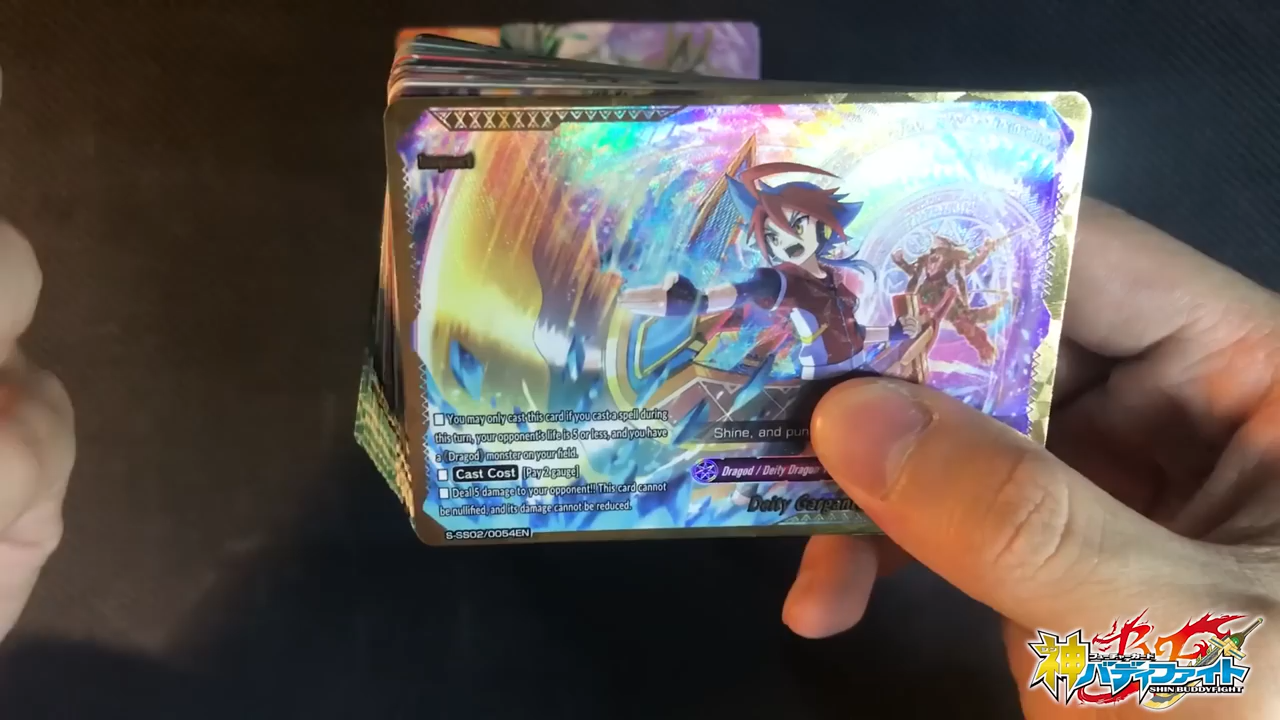 Impact
You may only cast this card if you cast a spell during
this turn, your opponent's life is 5 or less, and you have
a《Dragod》monster on your field.
Cast Cost [Pay 2 gauge]
Deal 5 damage to your opponent!! This card cannot
be nullified, and its damage cannot be reduced.
S-SS02/0054EN
Shine, and pun
Dragod / Deity Dragon
Deity Gargan
神バディファイト
SHIN BUDDYFIGHT